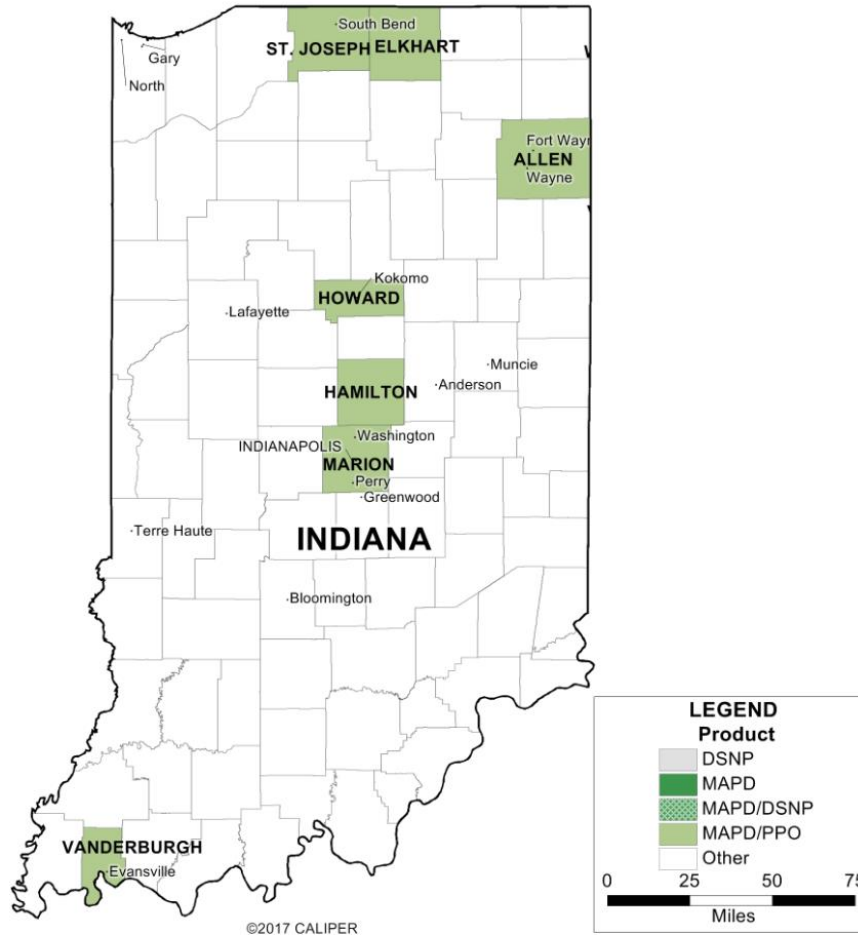 South Bend
ST. JOSEPH ELKHART
Gary
North
Fort Wayn
ALLEN
Wayne
Kokomo
HOWARD
Lafayette
Muncie
HAMILTON
Anderson
Washington
INDIANAPOLIS
MARION
Perry
Greenwood
Terre Haute
INDIANA
Bloomington
VANDERBURGH
Evansville
LEGEND
Product
DSNP
MAPD
MAPD/DSNP
MAPD/PPO
Other
0 25 50 75
Miles
©2017 CALIPER